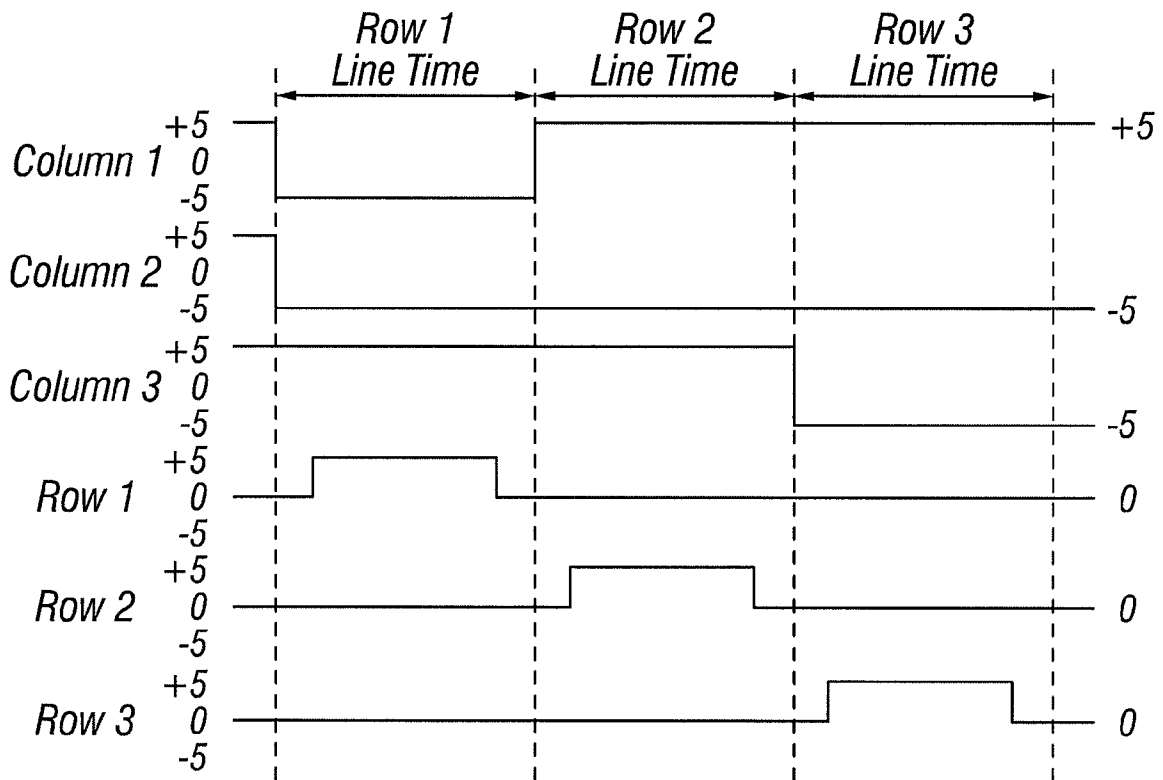 Row 1 Row 2 Row 3
Line Time Line Time Line Time
+5 +5
Column 1 0
-5
+5
Column 2 0
-5 -5
+5
Column 3 0
-5 -5
+5
Row 1 0 0
-5
+5
Row 2 0 0
-5
+5
Row 3 0 0
-5